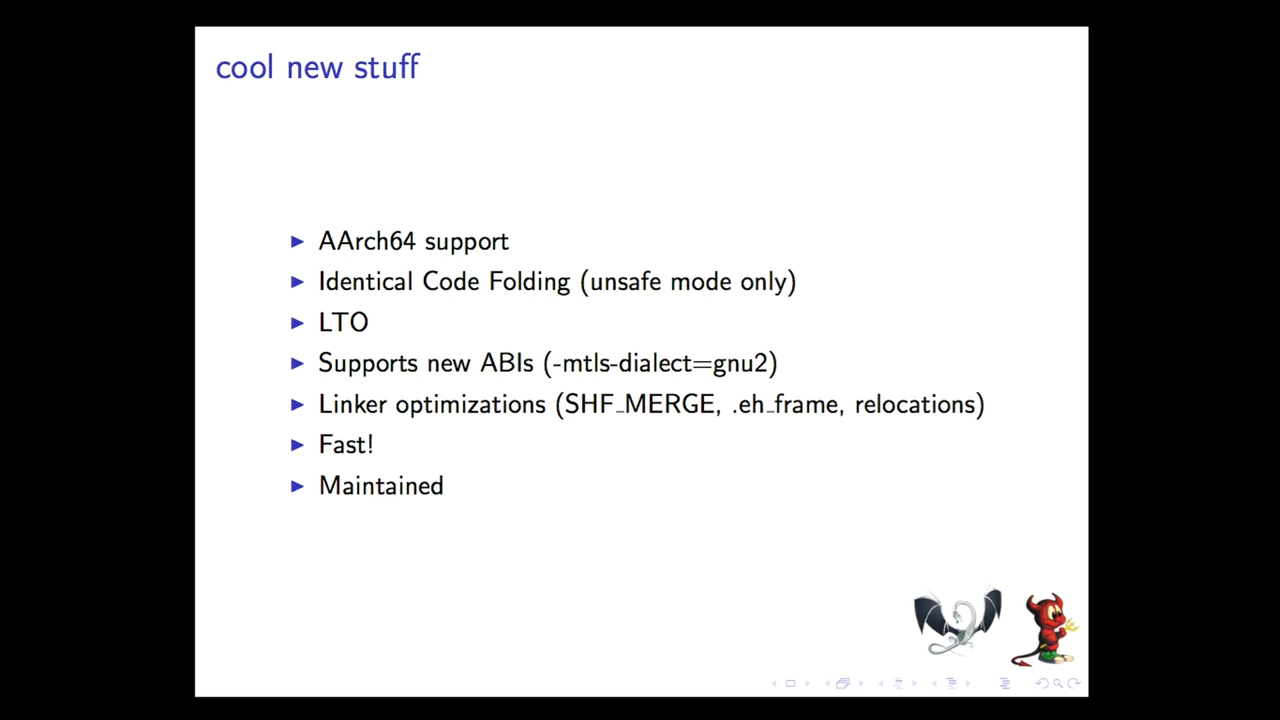 cool new stuff
AArch64 support
Identical Code Folding (unsafe mode only)
LTO
Supports new ABIs (-mtls-dialect=gnu2)
Linker optimizations (SHF_MERGE, .eh_frame, relocations)
Fast!
Maintained